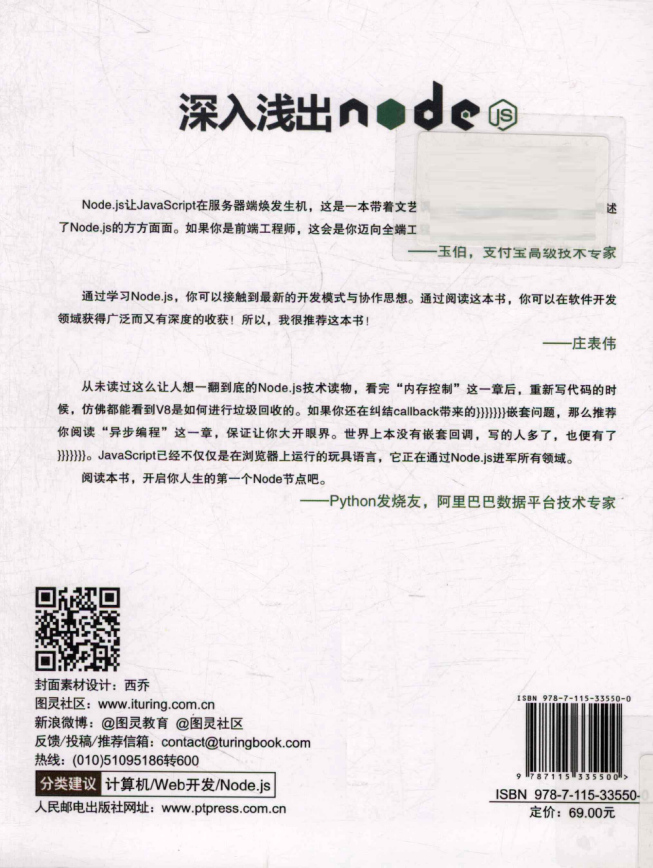 深入浅出node JS
Node.js让JavaScript在服务器端焕发生机，这是一本带着文艺
述
了Node.js的方方面面。如果你是前端工程师，这会是你迈向全端工
——玉伯，支付宝高级技术专家
通过学习Node.js，你可以接触到最新的开发模式与协作思想。通过阅读这本书，你可以在软件开发
领域获得广泛而又有深度的收获！所以，我很推荐这本书！
——庄表伟
从未读过这么让人想一翻到底的Node.js技术读物，看完“内存控制”这一章后，重新写代码的时
候，仿佛都能看到V8是如何进行垃圾回收的。如果你还在纠结callback带来的}}}}}}}嵌套问题，那么推荐
你阅读“异步编程”这一章，保证让你大开眼界。世界上本没有嵌套回调，写的人多了，也便有了
}}}}}}}。JavaScript已经不仅仅是在浏览器上运行的玩具语言，它正在通过Node.js进军所有领域。
阅读本书，开启你人生的第一个Node节点吧。
——Python发烧友，阿里巴巴数据平台技术专家
封面素材设计：西乔
图灵社区：www.ituring.com.cn
新浪微博：@图灵教育 @图灵社区
反馈/投稿/推荐信箱：contact@turingbook.com
热线：(010)51095186转600
分类建议 计算机/Web开发/Node.js
人民邮电出版社网址：www.ptpress.com.cn
ISBN 978-7-115-33550-0
9 787115 335500 >
ISBN 978-7-115-33550-
定价：69.00元